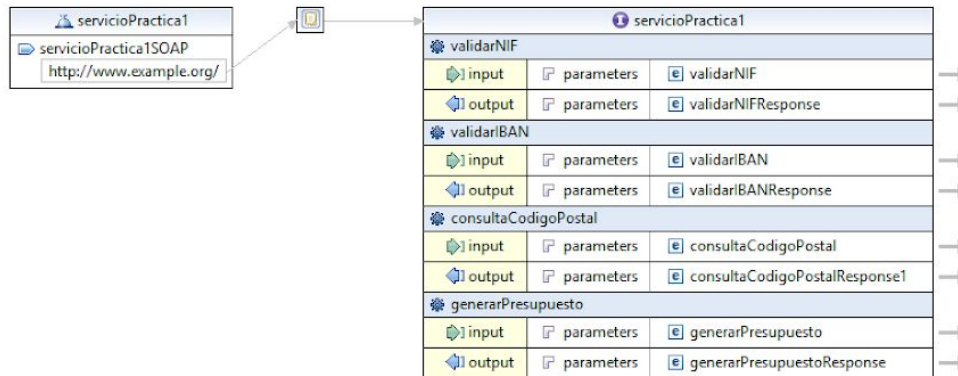 servicioPractica1
servicioPractica1SOAP
http://www.example.org/
servicioPractica1
validarNIF
input parameters validarNIF
output parameters validarNIFResponse
validarIBAN
input parameters validarIBAN
output parameters validarIBANResponse
consultaCodigoPostal
input parameters consultaCodigoPostal
output parameters consultaCodigoPostalResponse1
generarPresupuesto
input parameters generarPresupuesto
output parameters generarPresupuestoResponse